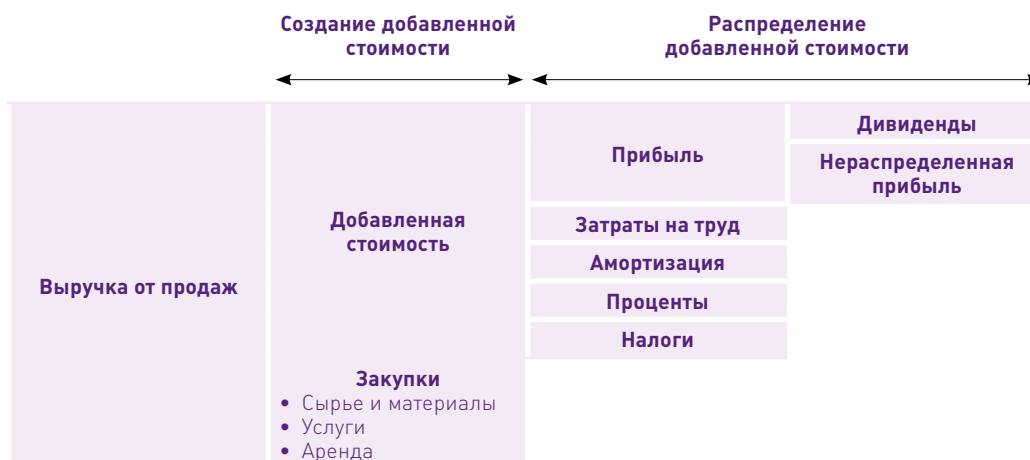 Создание добавленной
стоимости
Распределение
добавленной стоимости
Выручка от продаж
Добавленная
стоимость
Закупки
• Сырье и материалы
• Услуги
• Аренда
Прибыль
Затраты на труд
Амортизация
Проценты
Налоги
Дивиденды
Нераспределенная
прибыль